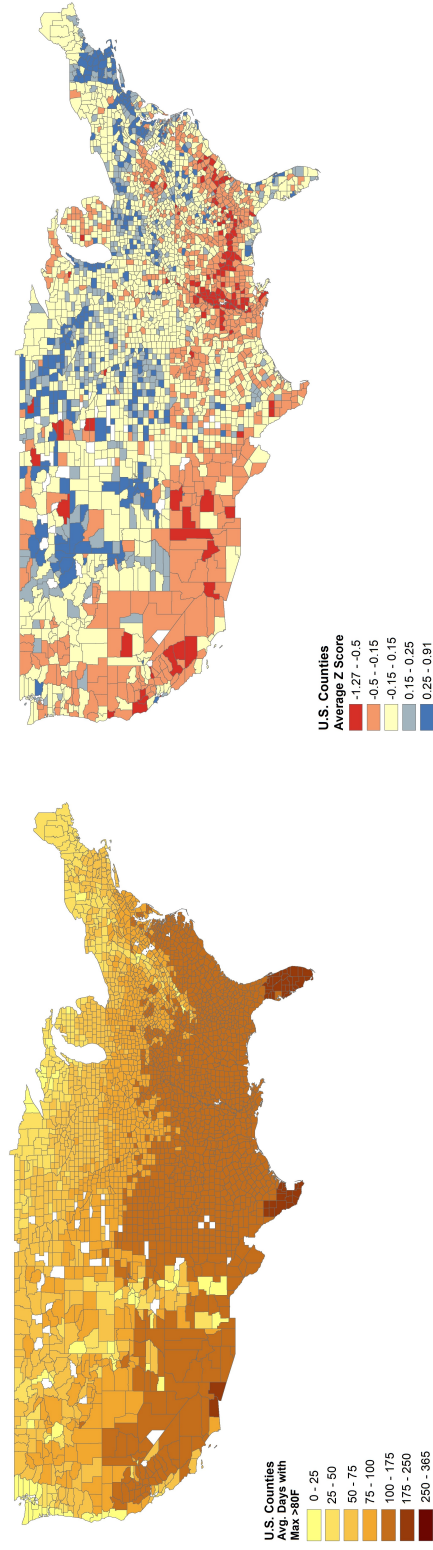 U.S. Counties
Average Z Score
-1.27 - -0.5
-0.5 - -0.15
-0.15 - 0.15
0.15 - 0.25
0.25 - 0.91
U.S. Counties
Avg. Days with
Max >80F
0 - 25
25 - 50
50 - 75
75 - 100
100 - 175
175 - 250
250 - 365